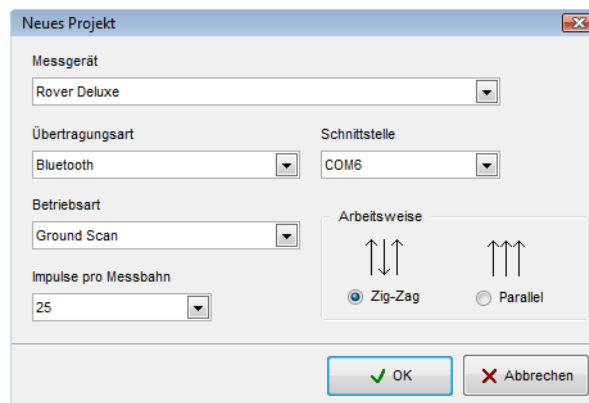 Neues Projekt
Messgerät
Rover Deluxe
Übertragungsart
Schnittstelle
Bluetooth
COM6
Betriebsart
Ground Scan
Arbeitsweise
Impulse pro Messbahn
25
Zig-Zag
Parallel
OK
Abbrechen